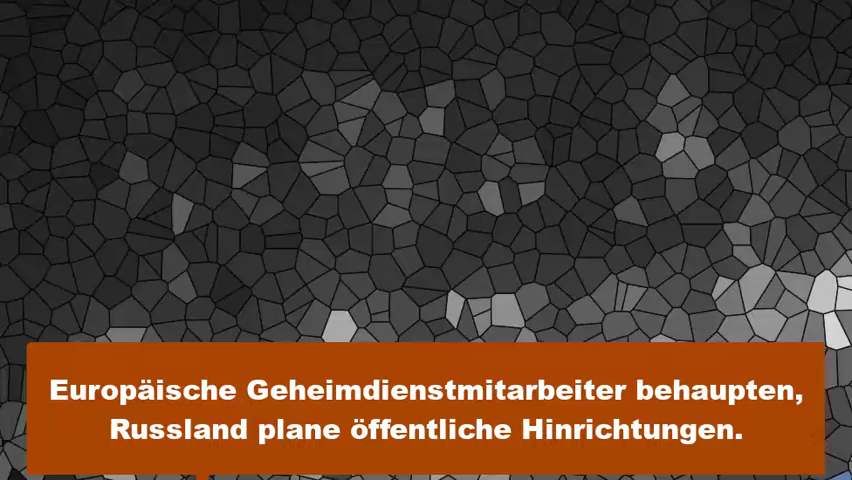 Europäische Geheimdienstmitarbeiter behaupten,
Russland plane öffentliche Hinrichtungen.